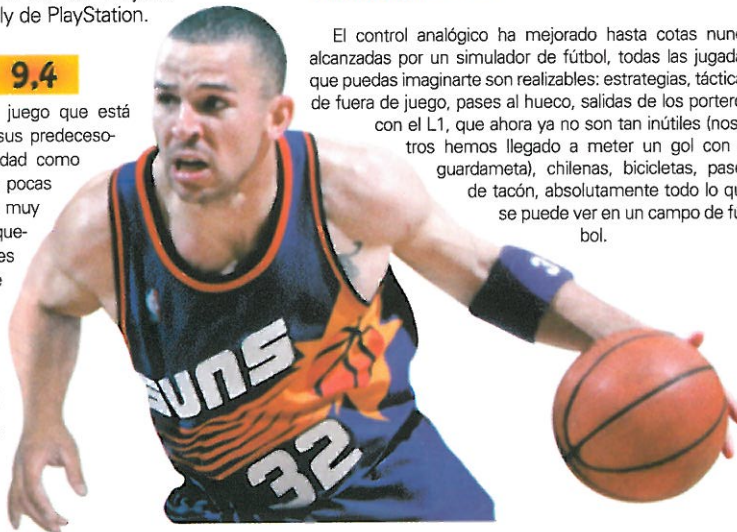 ly de PlayStation.
9,4
juego que está
sus predeceso-
dad como
pocas
muy
que-
es
El control analógico ha mejorado hasta cotas nunc
alcanzadas por un simulador de fútbol, todas las jugada
que puedas imaginarte son realizables: estrategias, táctica
de fuera de juego, pases al hueco, salidas de los portero
con el L1, que ahora ya no son tan inútiles (nos
tros hemos llegado a meter un gol con
guardameta), chilenas, bicicletas, pase
de tacón, absolutamente todo lo qu
se puede ver en un campo de fú
bol.
SUNS
32
3